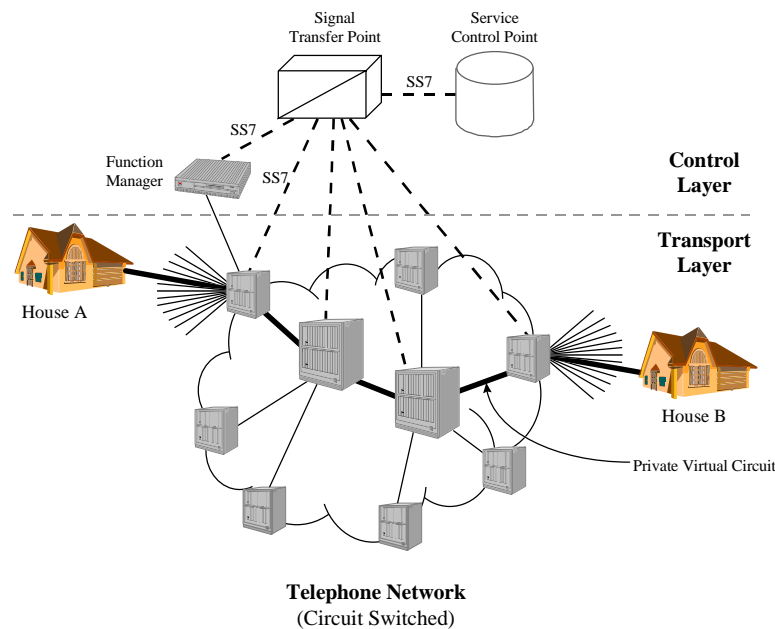 Signal
Transfer Point
Service
Control Point
SS7
SS7
Function
Manager
SS7
Control
Layer
Transport
Layer
House A
House B
Private Virtual Circuit
Telephone Network
(Circuit Switched)